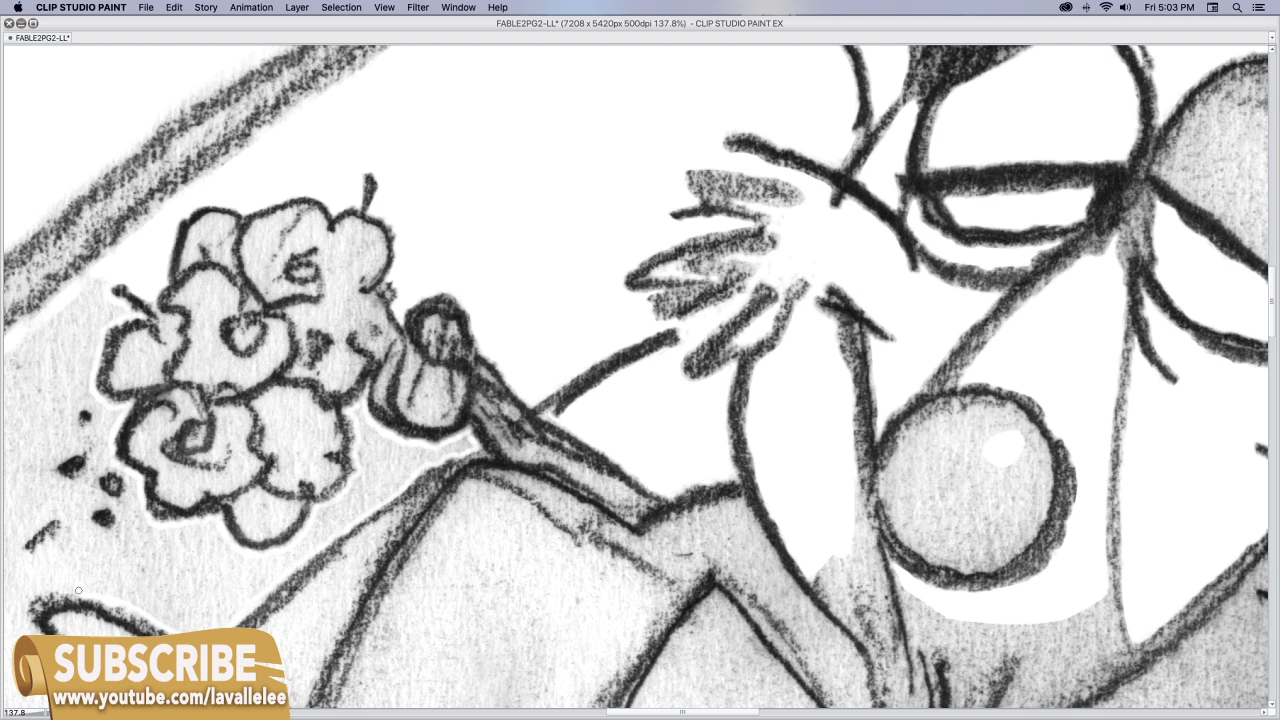 CLIP STUDIO PAINT File Edit Story Animation Layer Select View Filter Window Help Fri 5:03 PM
FABLE2PG2-LL* (7208 x 5420px 500dpi 137.8%) - CLIP STUDIO PAINT EX
FABLE2PG2-LL*
SUBSCRIBE
www.youtube.com/lavallelee
137.8